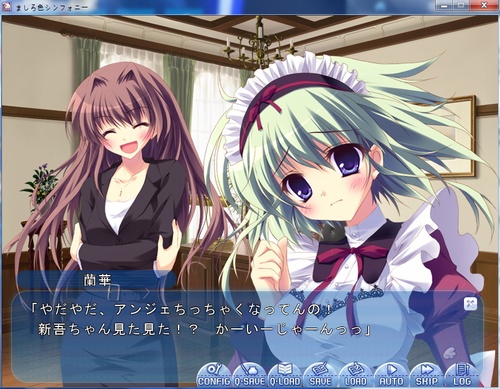 ましろ色シンフォニー
蘭華
「やだやだ、アンジェちっちゃくなってんの！
新吾ちゃん見た見た！？　かーいーじゃーんっっ」
CONFIG Q-SAVE Q-LOAD SAVE LOAD AUTO SKIP LOG